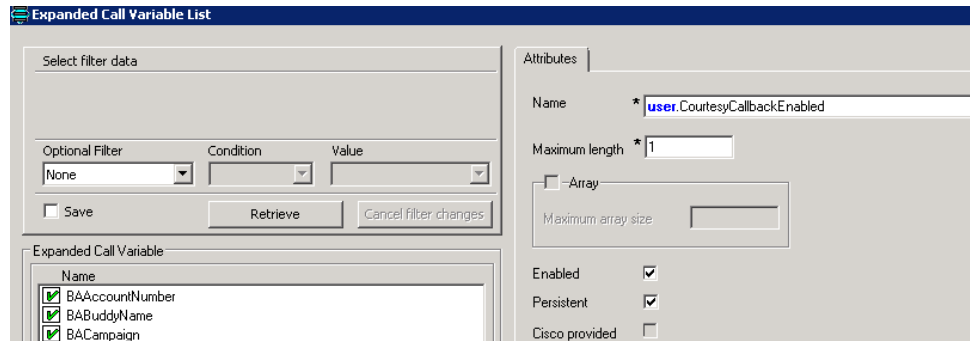 Expanded Call Variable List
Select filter data
Optional Filter Condition Value
None
Save Retrieve Cancel filter changes
Expanded Call Variable
Name
BAAccountNumber
BABuddyName
BACampaign
Attributes
Name * user.CourtesyCallbackEnabled
Maximum length * 1
Array
Maximum array size
Enabled
Persistent
Cisco provided